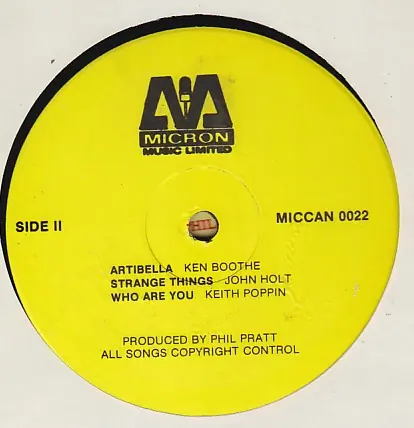 MICRON
MUSIC LIMITED
SIDE II
MICCAN 0022
ARTIBELLA KEN BOOTHE
STRANGE THINGS JOHN HOLT
WHO ARE YOU KEITH POPPIN
PRODUCED BY PHIL PRATT
ALL SONGS COPYRIGHT CONTROL